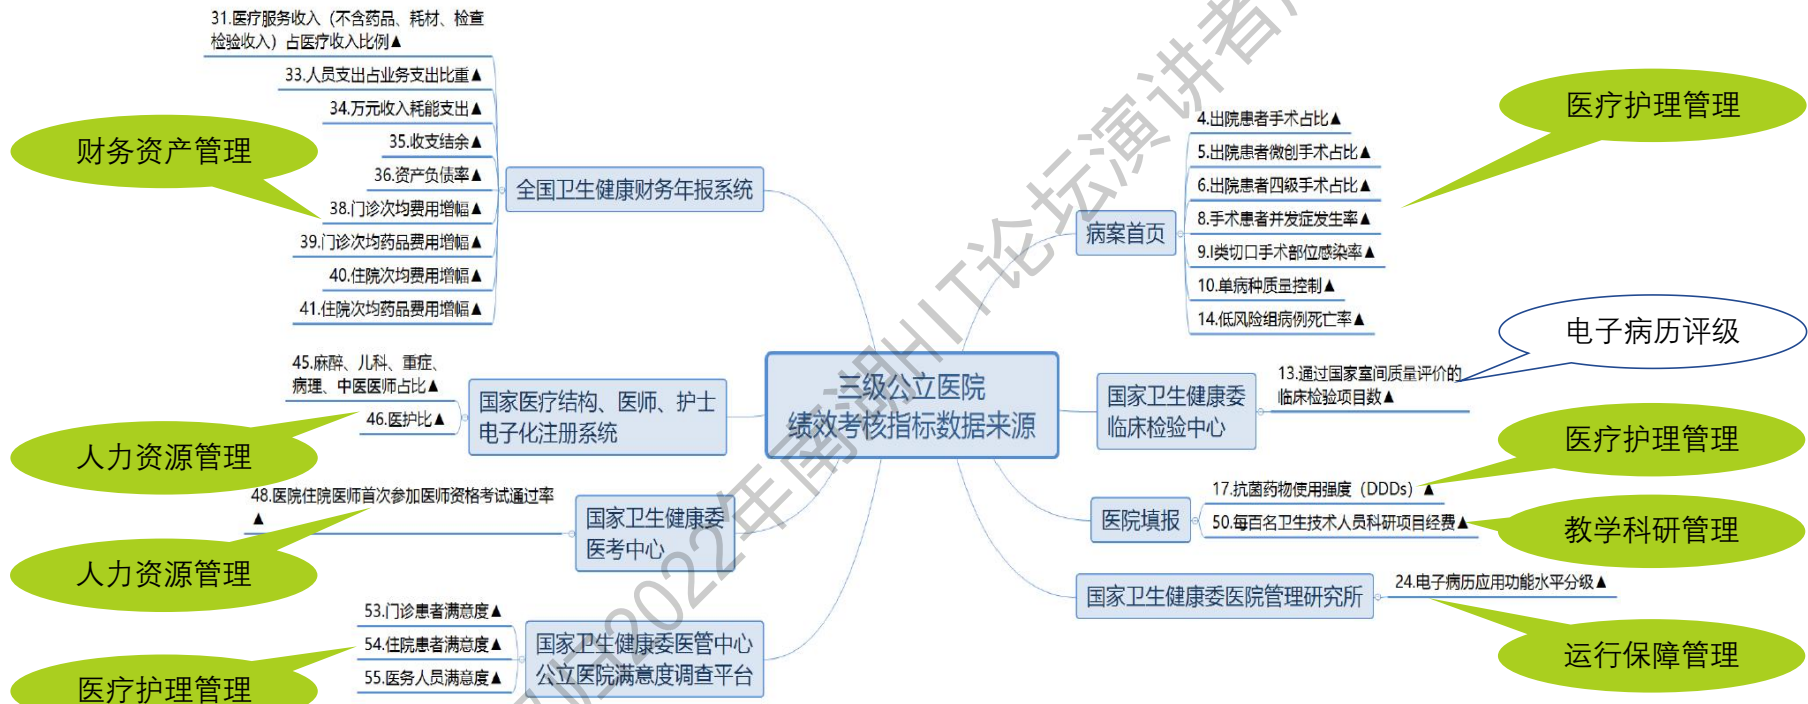 31.医疗服务收入（不含药品、耗材、检查
检验收入）占医疗收入比例▲
33.人员支出占业务支出比重▲
34.万元收入耗能支出▲
35.收支结余▲
36.资产负债率▲
38.门诊次均费用增幅▲
39.门诊次均药品费用增幅▲
40.住院次均费用增幅▲
41.住院次均药品费用增幅▲
财务资产管理
全国卫生健康财务年报系统
45.麻醉、儿科、重症、
病理、中医医师占比▲
46.医护比▲
国家医疗结构、医师、护士
电子化注册系统
人力资源管理
48.医院住院医师首次参加医师资格考试通过率
▲
国家卫生健康委
医考中心
人力资源管理
53.门诊患者满意度▲
54.住院患者满意度▲
55.医务人员满意度▲
国家卫生健康委医管中心
公立医院满意度调查平台
医疗护理管理
三级公立医院
绩效考核指标数据来源
病案首页
4.出院患者手术占比▲
5.出院患者微创手术占比▲
6.出院患者四级手术占比▲
8.手术患者并发症发生率▲
9.I类切口手术部位感染率▲
10.单病种质量控制▲
14.低风险组病例死亡率▲
医疗护理管理
国家卫生健康委
临床检验中心
13.通过国家室间质量评价的
临床检验项目数▲
电子病历评级
医院填报
17.抗菌药物使用强度（DDDs）▲
50.每百名卫生技术人员科研项目经费▲
医疗护理管理
教学科研管理
国家卫生健康委医院管理研究所
24.电子病历应用功能水平分级▲
运行保障管理
归2022年南湖HIT论坛演讲者